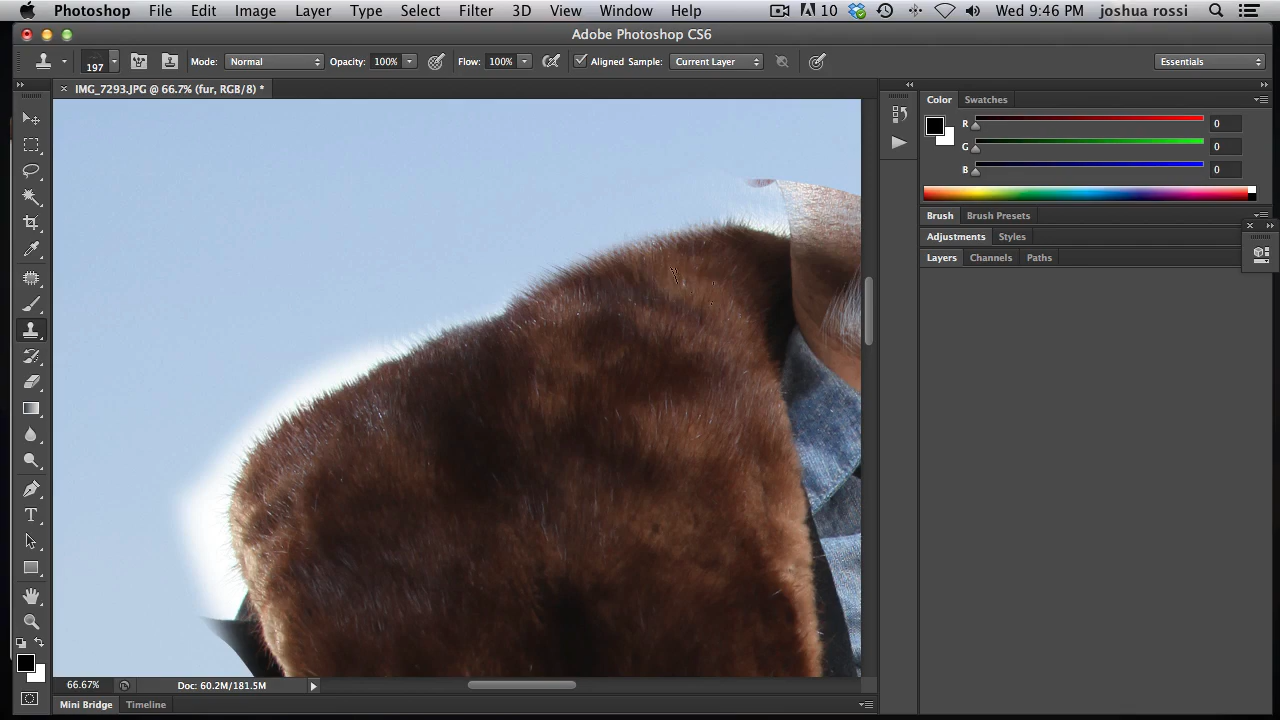 Photoshop File Edit Image Layer Type Select Filter 3D View Window Help 10 Wed 9:46 PM joshua rossi
Adobe Photoshop CS6
197 Mode: Normal Opacity: 100% Flow: 100% Aligned Sample: Current Layer Essentials
IMG_7293.JPG @ 66.7% (fur, RGB/8) *
Color Swatches
R 0
G 0
B 0
Brush Brush Presets
Adjustments Styles
Layers Channels Paths
T
66.67% Doc: 60.2M/181.5M
Mini Bridge Timeline